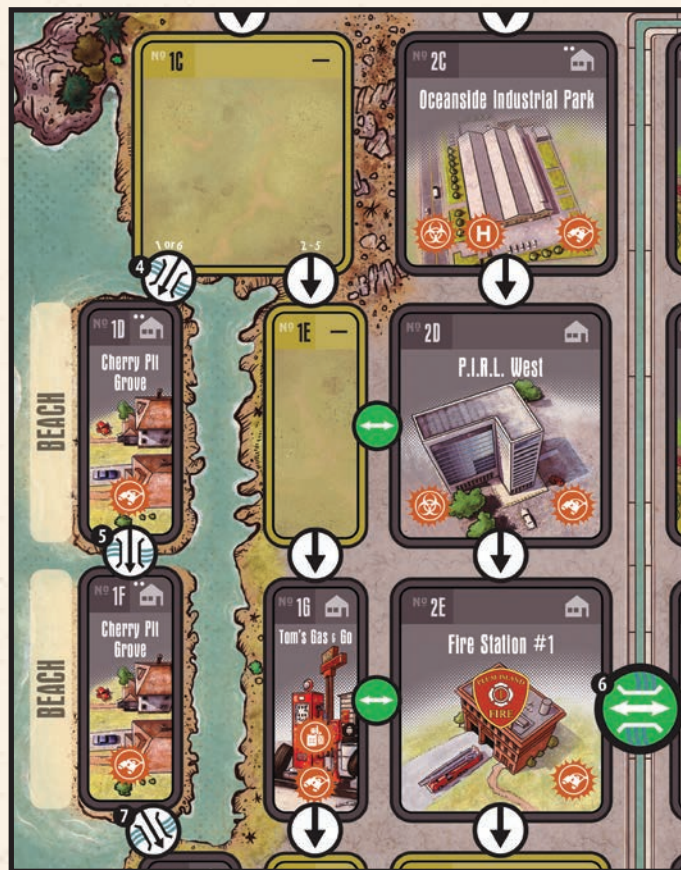 Nº 1C —
1 or 6
2-5
4
Nº 2C
Oceanside Industrial Park
H
BEACH
Nº 1D
Cherry Pit
Grove
5
Nº 1E —
Nº 2D
P.I.R.L. West
BEACH
Nº 1F
Cherry Pit
Grove
7
Nº 1G
Tom's Gas & Go
Nº 2E
Fire Station #1
PLUM ISLAND
FIRE
6